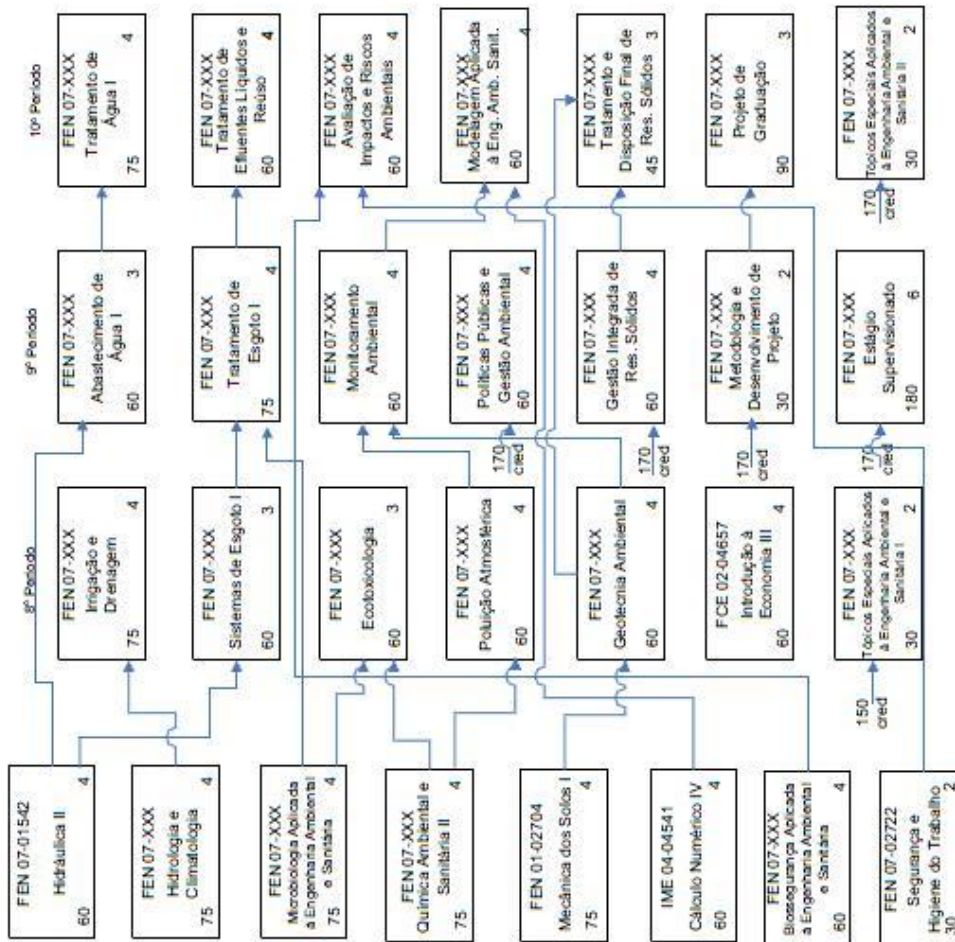 FEN 07-01542
Hidráulica II
60 4
FEN 07-XXX
Hidrologia e
Climatologia
75 4
FEN 07-XXX
Microbiologia Aplicada
à Engenharia Ambiental
e Sanitária
75 4
FEN 07-XXX
Química Ambiental e
Sanitária II
75 4
FEN 01-02704
Mecânica dos Solos I
75 4
IME 04-04541
Cálculo Numérico IV
60 4
FEN 07-XXX
Biossegurança Aplicada
à Engenharia Ambiental
e Sanitária
60 4
FEN 07-02722
Segurança e
Higiene do Trabalho
30 2
8º Período
FEN 07-XXX
Irrigação e
Drenagem
75 4
FEN 07-XXX
Sistemas de Esgoto I
60 3
FEN 07-XXX
Ecotoxicologia
60 3
FEN 07-XXX
Poluição Atmosférica
60 4
FEN 07-XXX
Geotecnia Ambiental
60 4
FCE 02-04657
Introdução à
Economia III
60 4
150
cred
FEN 07-XXX
Tópicos Especiais Aplicados
à Engenharia Ambiental e
Sanitária I
30 2
9º Período
FEN 07-XXX
Abastecimento de
Água I
60 3
FEN 07-XXX
Tratamento de
Esgoto I
75 4
FEN 07-XXX
Monitoramento
Ambiental
60 4
170
cred
FEN 07-XXX
Políticas Públicas e
Gestão Ambiental
60 4
170
cred
FEN 07-XXX
Gestão Integrada de
Res. Sólidos
60 4
170
cred
FEN 07-XXX
Metodologia e
Desenvolvimento de
Projeto
30 2
170
cred
FEN 07-XXX
Estágio
Supervisionado
180 6
10º Período
FEN 07-XXX
Tratamento de
Água I
75 4
FEN 07-XXX
Tratamento de
Efluentes Líquidos e
Reúso
60 4
FEN 07-XXX
Avaliação de
Impactos e Riscos
Ambientais
60 4
FEN 07-XXX
Modelagem Aplicada
à Eng. Amb. Sanit.
60 4
FEN 07-XXX
Tratamento e
Disposição Final de
Res. Sólidos
45 3
FEN 07-XXX
Projeto de
Graduação
90 3
170
cred
FEN 07-XXX
Tópicos Especiais Aplicados
à Engenharia Ambiental e
Sanitária II
30 2